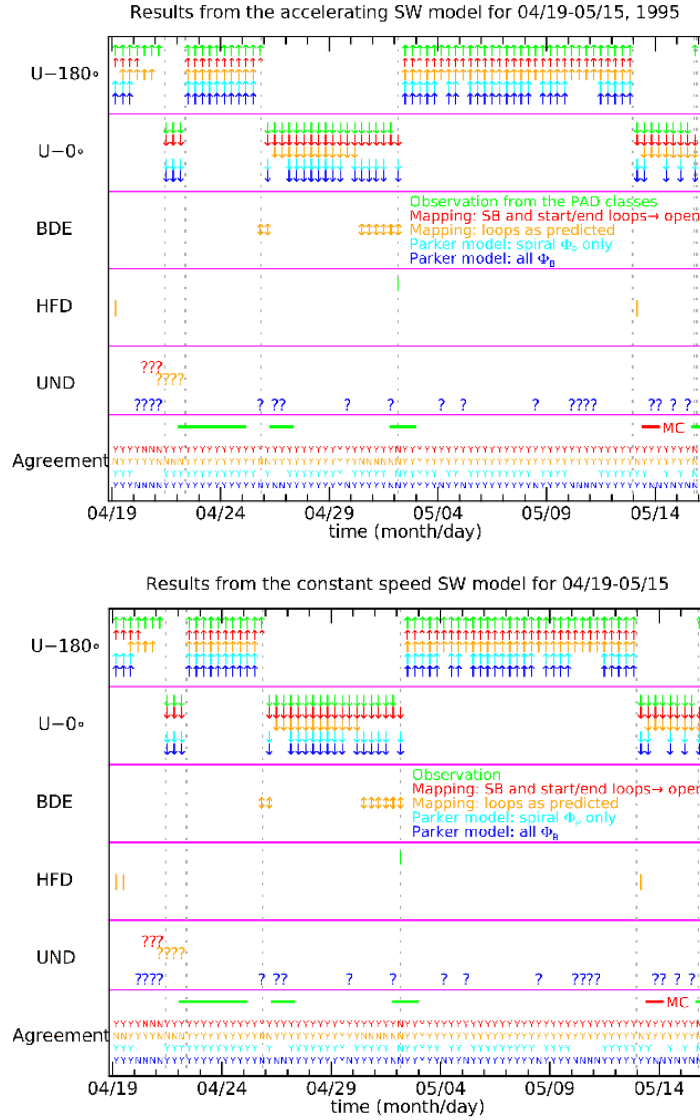 Results from the accelerating SW model for 04/19-05/15, 1995
U−180°
U−0°
BDE
Observation from the PAD classes
Mapping: SB and start/end loops→ open
Mapping: loops as predicted
Parker model: spiral Φₚ only
Parker model: all Φ_B
HFD
UND
???
????
???? ? ?? ? ? ? ? ? ???? ?? ? ?
MC
Agreement
04/19 04/24 04/29 05/04 05/09 05/14
time (month/day)
Results from the constant speed SW model for 04/19-05/15
U−180°
U−0°
BDE
Observation
Mapping: SB and start/end loops→ open
Mapping: loops as predicted
Parker model: spiral Φₚ only
Parker model: all Φ_B
HFD
UND
???
????
???? ? ?? ? ? ? ? ? ???? ?? ? ?
MC
Agreement
04/19 04/24 04/29 05/04 05/09 05/14
time (month/day)